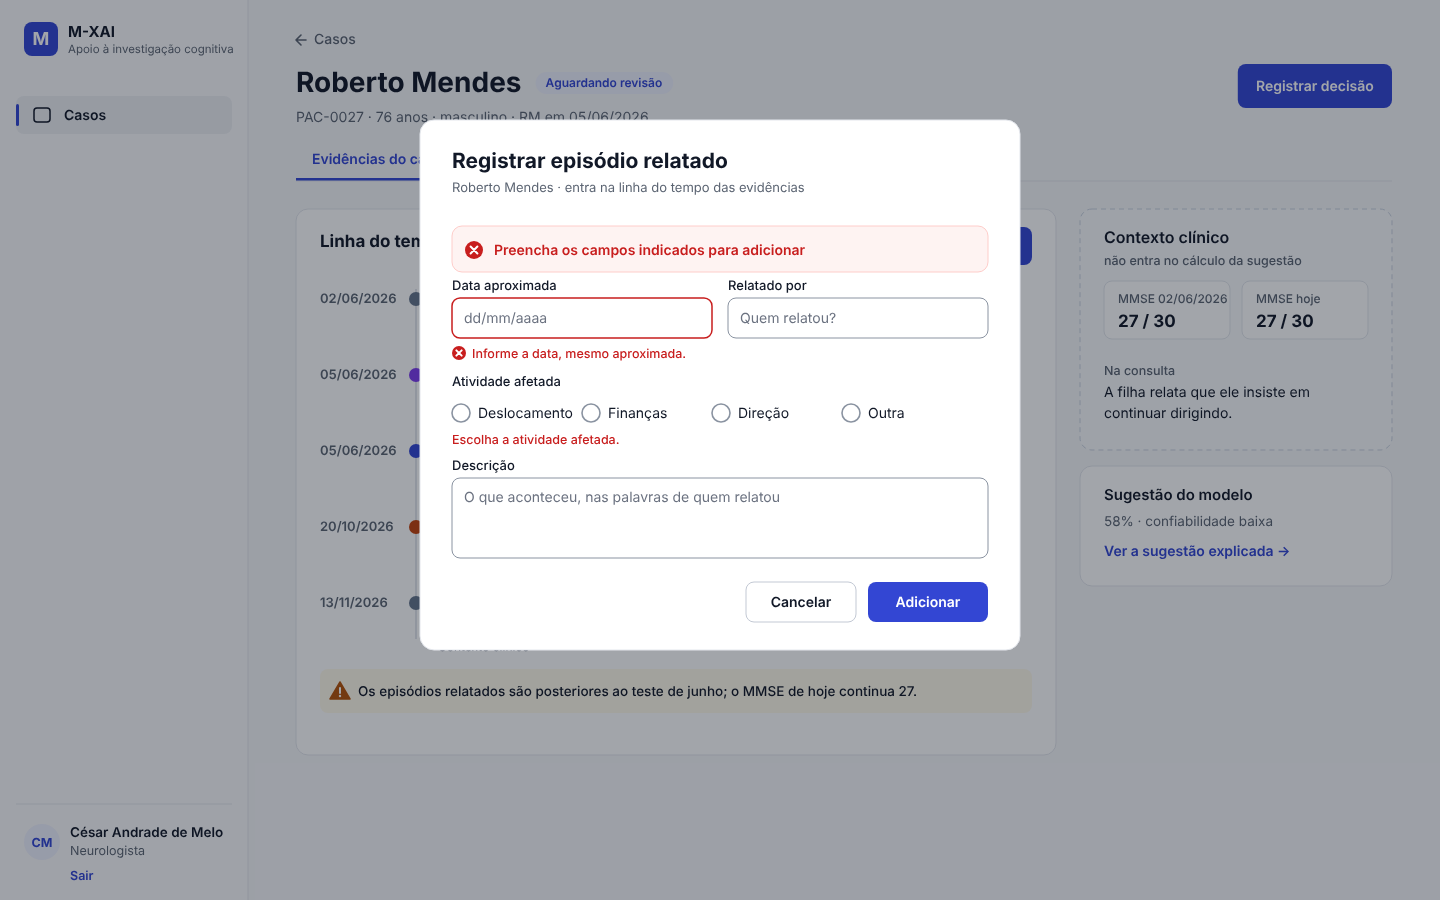 M
M-XAI
Apoio à investigação cognitiva
Casos
César Andrade de Melo
CM
Neurologista
Sair
← Casos
Roberto Mendes
Aguardando revisão
Registrar decisão
PAC-0027 · 76 anos · masculino · RM em 05/06/2026
Evidências do ca
Linha do tem
02/06/2026
05/06/2026
05/06/2026
20/10/2026
13/11/2026
Os episódios relatados são posteriores ao teste de junho; o MMSE de hoje continua 27.
Registrar episódio relatado
Roberto Mendes · entra na linha do tempo das evidências
Preencha os campos indicados para adicionar
Data aproximada
Relatado por
dd/mm/aaaa
Quem relatou?
Informe a data, mesmo aproximada.
Atividade afetada
Deslocamento
Finanças
Direção
Outra
Escolha a atividade afetada.
Descrição
O que aconteceu, nas palavras de quem relatou
Cancelar
Adicionar
Contexto clínico
não entra no cálculo da sugestão
MMSE 02/06/2026
27 / 30
MMSE hoje
27 / 30
Na consulta
A filha relata que ele insiste em
continuar dirigindo.
Sugestão do modelo
58% · confiabilidade baixa
Ver a sugestão explicada →